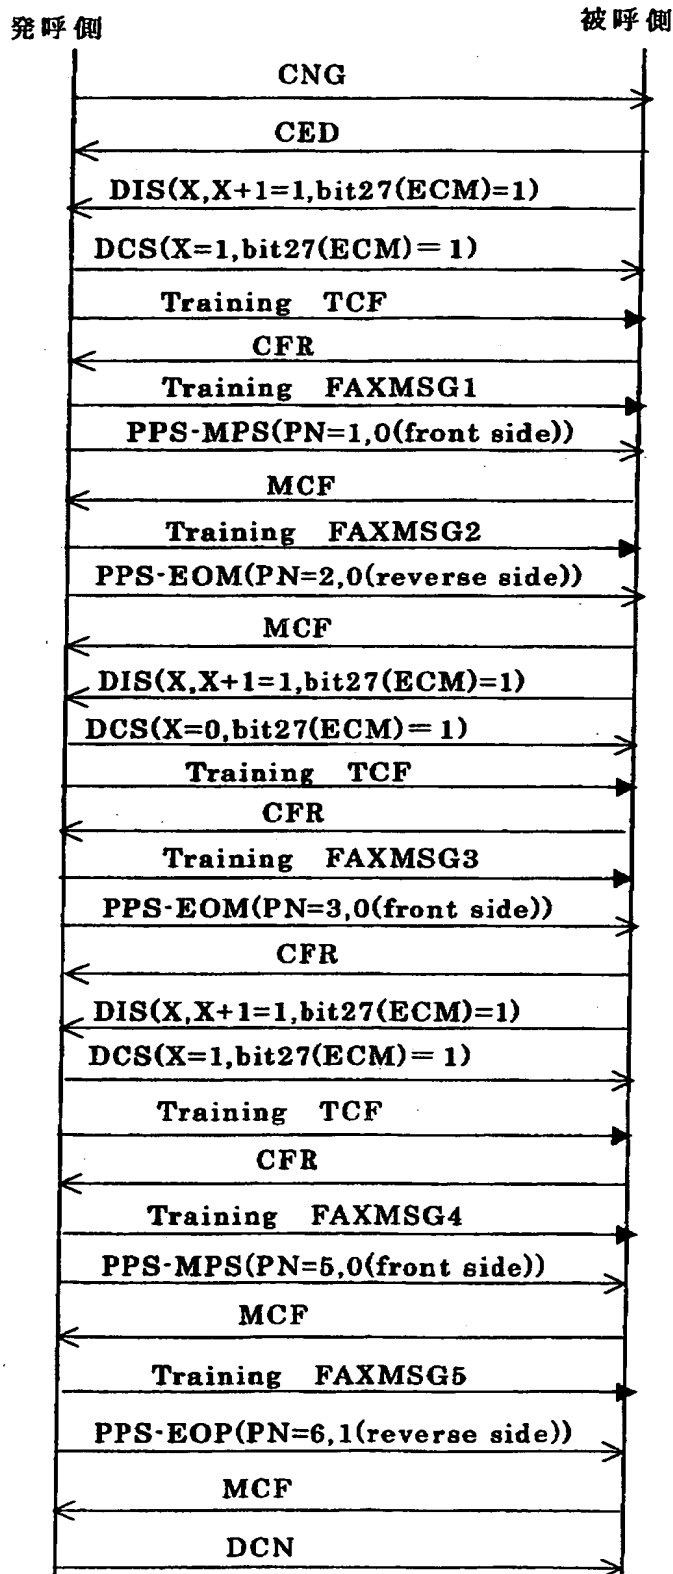 発呼側
被呼側
CNG
CED
DIS(X,X+1=1,bit27(ECM)=1)
DCS(X=1,bit27(ECM)=1)
Training TCF
CFR
Training FAXMSG1
PPS-MPS(PN=1,0(front side))
MCF
Training FAXMSG2
PPS-EOM(PN=2,0(reverse side))
MCF
DIS(X,X+1=1,bit27(ECM)=1)
DCS(X=0,bit27(ECM)=1)
Training TCF
CFR
Training FAXMSG3
PPS-EOM(PN=3,0(front side))
CFR
DIS(X,X+1=1,bit27(ECM)=1)
DCS(X=1,bit27(ECM)=1)
Training TCF
CFR
Training FAXMSG4
PPS-MPS(PN=5,0(front side))
MCF
Training FAXMSG5
PPS-EOP(PN=6,1(reverse side))
MCF
DCN